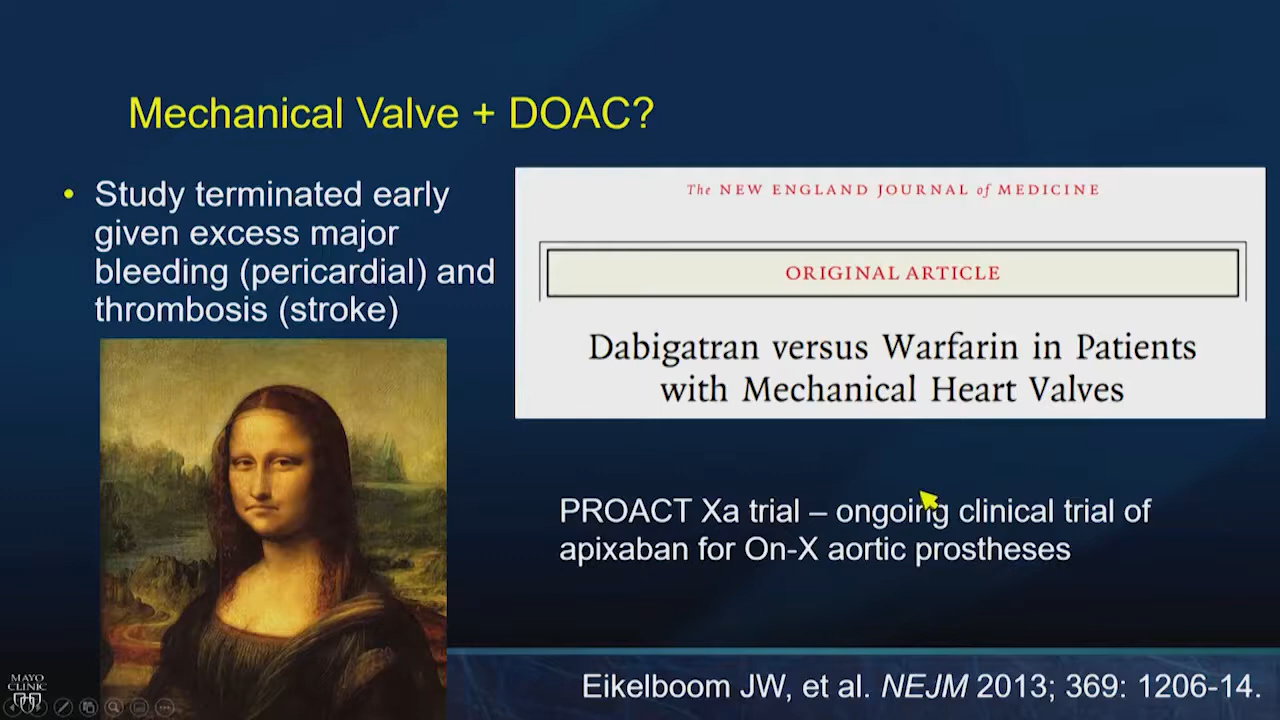 Mechanical Valve + DOAC?
• Study terminated early
given excess major
bleeding (pericardial) and
thrombosis (stroke)
The NEW ENGLAND JOURNAL of MEDICINE
ORIGINAL ARTICLE
Dabigatran versus Warfarin in Patients
with Mechanical Heart Valves
PROACT Xa trial – ongoing clinical trial of
apixaban for On-X aortic prostheses
MAYO
CLINIC
Eikelboom JW, et al. NEJM 2013; 369: 1206-14.